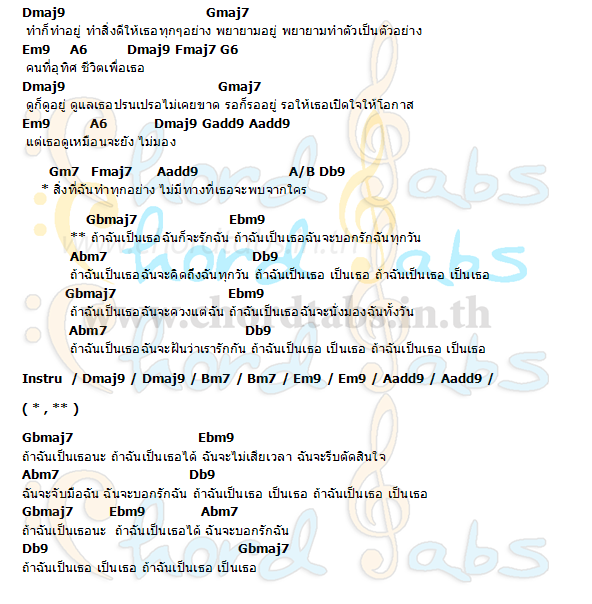 Dmaj9 Gmaj7
ทำก็ทำอยู่ ทำสิ่งดีให้เธอทุกๆอย่าง พยายามอยู่ พยายามทำตัวเป็นตัวอย่าง
Em9 A6 Dmaj9 Fmaj7 G6
คนที่อุทิศ ชีวิตเพื่อเธอ
Dmaj9 Gmaj7
ดูก็ดูอยู่ ดูแลเธอปรนเปรอไม่เคยขาด รอก็รออยู่ รอให้เธอเปิดใจให้โอกาส
Em9 A6 Dmaj9 Gadd9 Aadd9
แต่เธอดูเหมือนจะยัง ไม่มอง
Gm7 Fmaj7 Aadd9 A/B Db9
* สิ่งที่ฉันทำทุกอย่าง ไม่มีทางที่เธอจะพบจากใคร
Gbmaj7 Ebm9
** ถ้าฉันเป็นเธอฉันก็จะรักฉัน ถ้าฉันเป็นเธอฉันจะบอกรักฉันทุกวัน
Abm7 Db9
ถ้าฉันเป็นเธอฉันจะคิดถึงฉันทุกวัน ถ้าฉันเป็นเธอ เป็นเธอ ถ้าฉันเป็นเธอ เป็นเธอ
Gbmaj7 Ebm9
ถ้าฉันเป็นเธอฉันจะควงแต่ฉัน ถ้าฉันเป็นเธอฉันจะนั่งมองฉันทั้งวัน
Abm7 Db9
ถ้าฉันเป็นเธอฉันจะฝันว่าเรารักกัน ถ้าฉันเป็นเธอ เป็นเธอ ถ้าฉันเป็นเธอ เป็นเธอ
Instru / Dmaj9 / Dmaj9 / Bm7 / Bm7 / Em9 / Em9 / Aadd9 / Aadd9 /
( * , ** )
Gbmaj7 Ebm9
ถ้าฉันเป็นเธอนะ ถ้าฉันเป็นเธอได้ ฉันจะไม่เสียเวลา ฉันจะรีบตัดสินใจ
Abm7 Db9
ฉันจะจับมือฉัน ฉันจะบอกรักฉัน ถ้าฉันเป็นเธอ เป็นเธอ ถ้าฉันเป็นเธอ เป็นเธอ
Gbmaj7 Ebm9 Abm7
ถ้าฉันเป็นเธอนะ ถ้าฉันเป็นเธอได้ ฉันจะบอกรักฉัน
Db9 Gbmaj7
ถ้าฉันเป็นเธอ เป็นเธอ ถ้าฉันเป็นเธอ เป็นเธอ
www.chordtabs.in.th